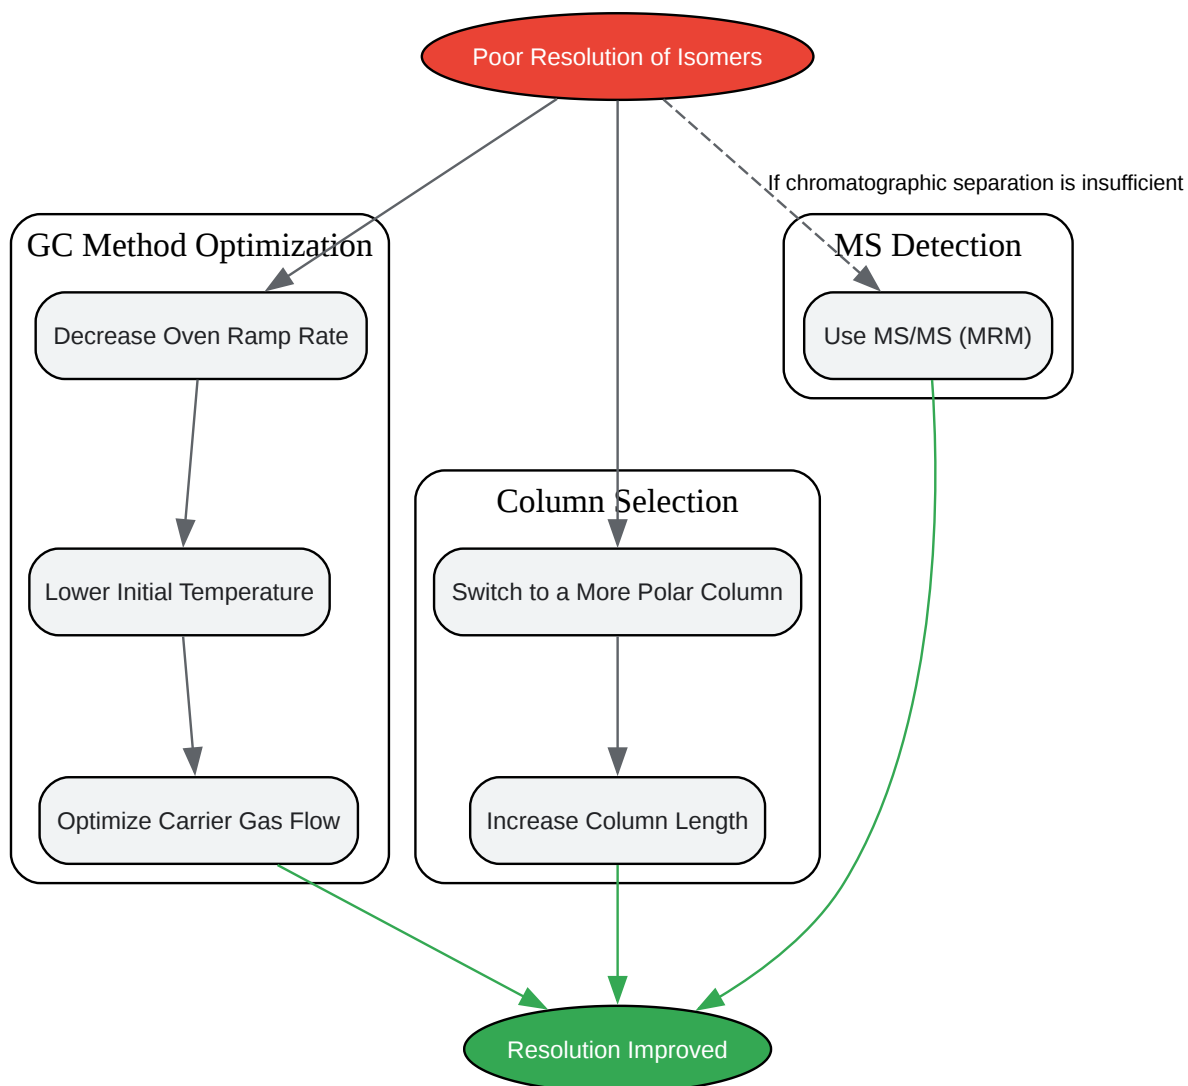 Poor Resolution of Isomers
If chromatographic separation is insufficient
GC Method Optimization
MS Detection
Decrease Oven Ramp Rate
Use MS/MS (MRM)
Column Selection
Lower Initial Temperature
Switch to a More Polar Column
Optimize Carrier Gas Flow
Increase Column Length
Resolution Improved